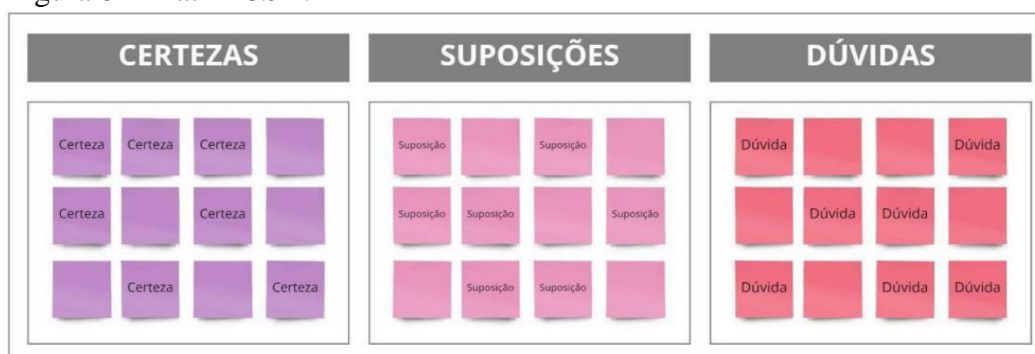 CERTEZAS SUPOSIÇÕES DÚVIDAS
Certeza Certeza Certeza Suposição Suposição Dúvida Dúvida
Certeza Certeza Suposição Suposição Suposição Dúvida Dúvida
Certeza Certeza Suposição Suposição Dúvida Dúvida Dúvida